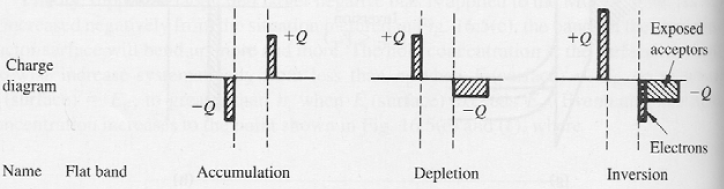 +Q +Q +Q Exposed
acceptors
Charge
diagram
–Q –Q –Q
Electrons
Name Flat band Accumulation Depletion Inversion